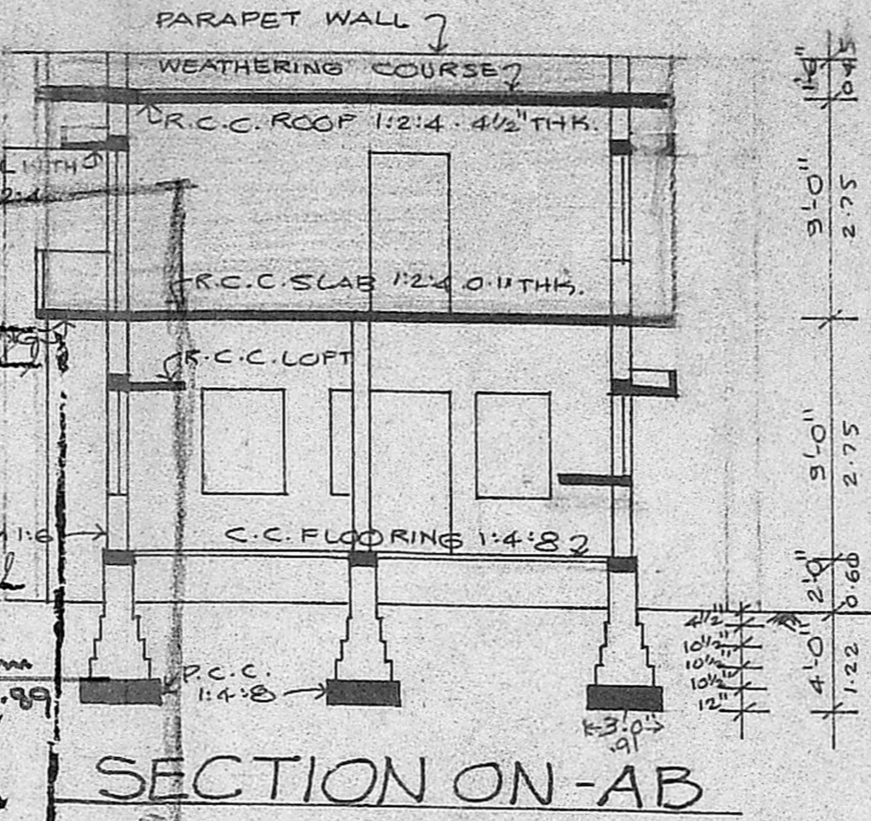 PARAPET WALL
WEATHERING COURSE
R.C.C. ROOF 1:2:4 . 4½" THK.
R.C.C. SLAB 1:2:4 0.11 THK.
R.C.C. LOFT
1:6
C.C. FLOORING 1:4:8
P.C.C.
1:4:8
.89
0.45
9'-0"
2.75
9'-0"
2.75
2'-0"
0.60
4'-0"
1.22
4½"
10½"
10½"
10½"
12"
3'-0"
.91
SECTION ON -AB